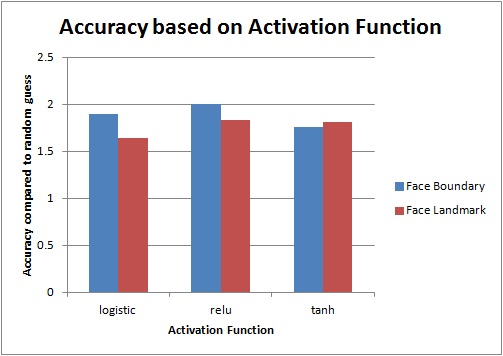 Accuracy based on Activation Function
Accuracy compared to random guess
2.5
2
1.5
1
0.5
0
logistic
relu
tanh
Activation Function
Face Boundary
Face Landmark